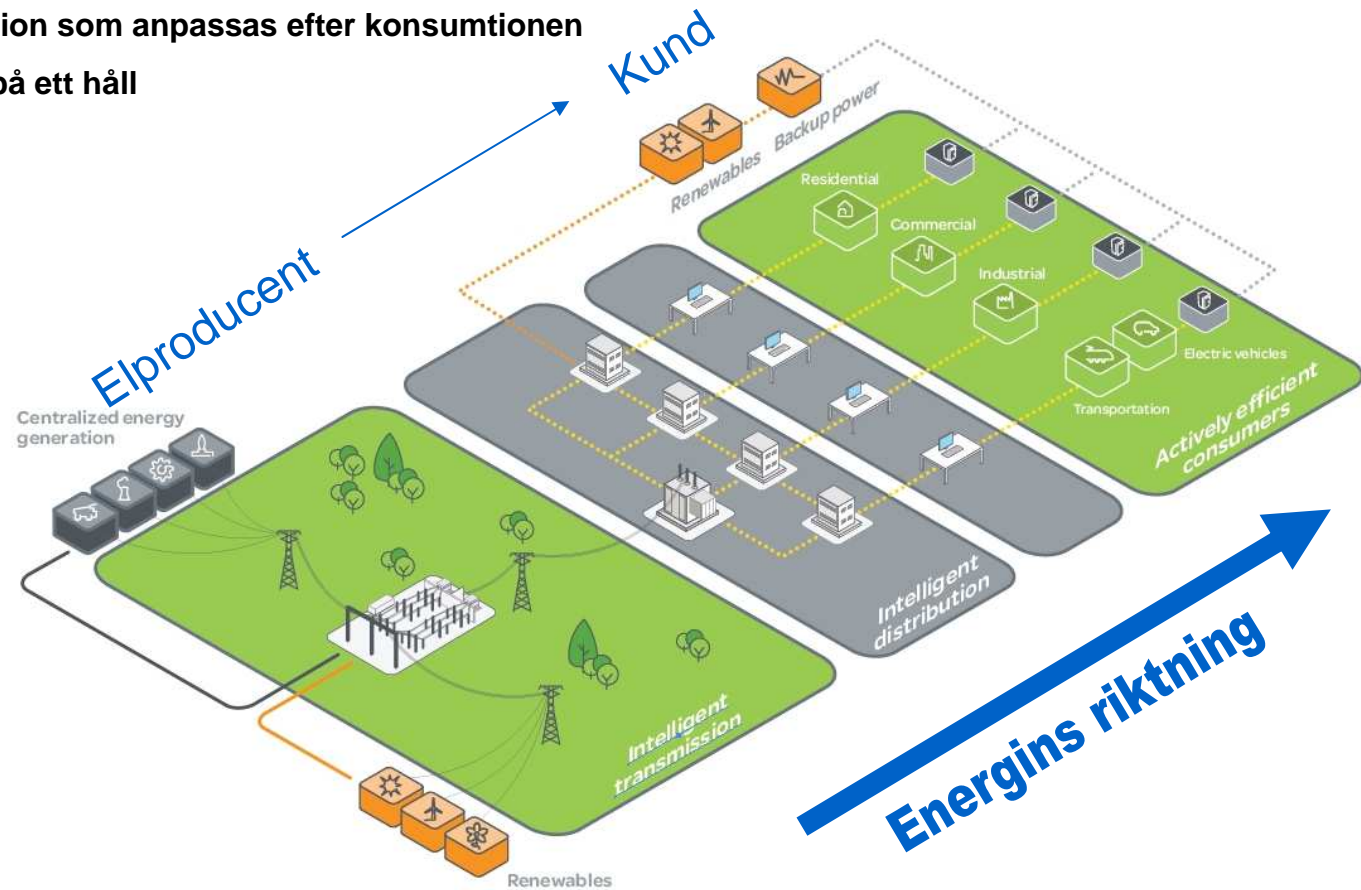 ion som anpassas efter konsumtionen
på ett håll
Kund
Elproducent
Backup power
Renewables
Residential
Commercial
Industrial
Electric vehicles
Transportation
Actively efficient
consumers
Centralized energy
generation
Intelligent
distribution
Intelligent
transmission
Energins riktning
Renewables